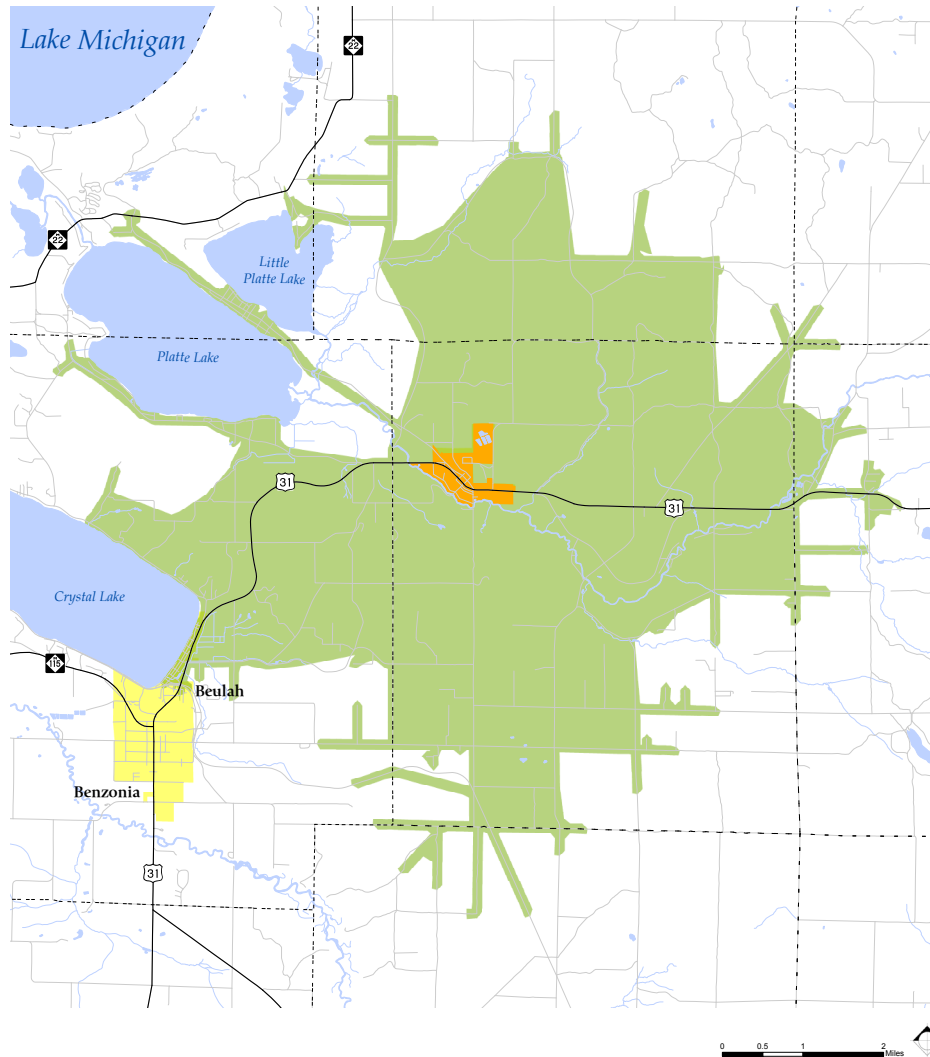 Lake Michigan
22
22
Little
Platte Lake
Platte Lake
31
31
Crystal Lake
115
Beulah
Benzonia
31
0 0.5 1 2
Miles